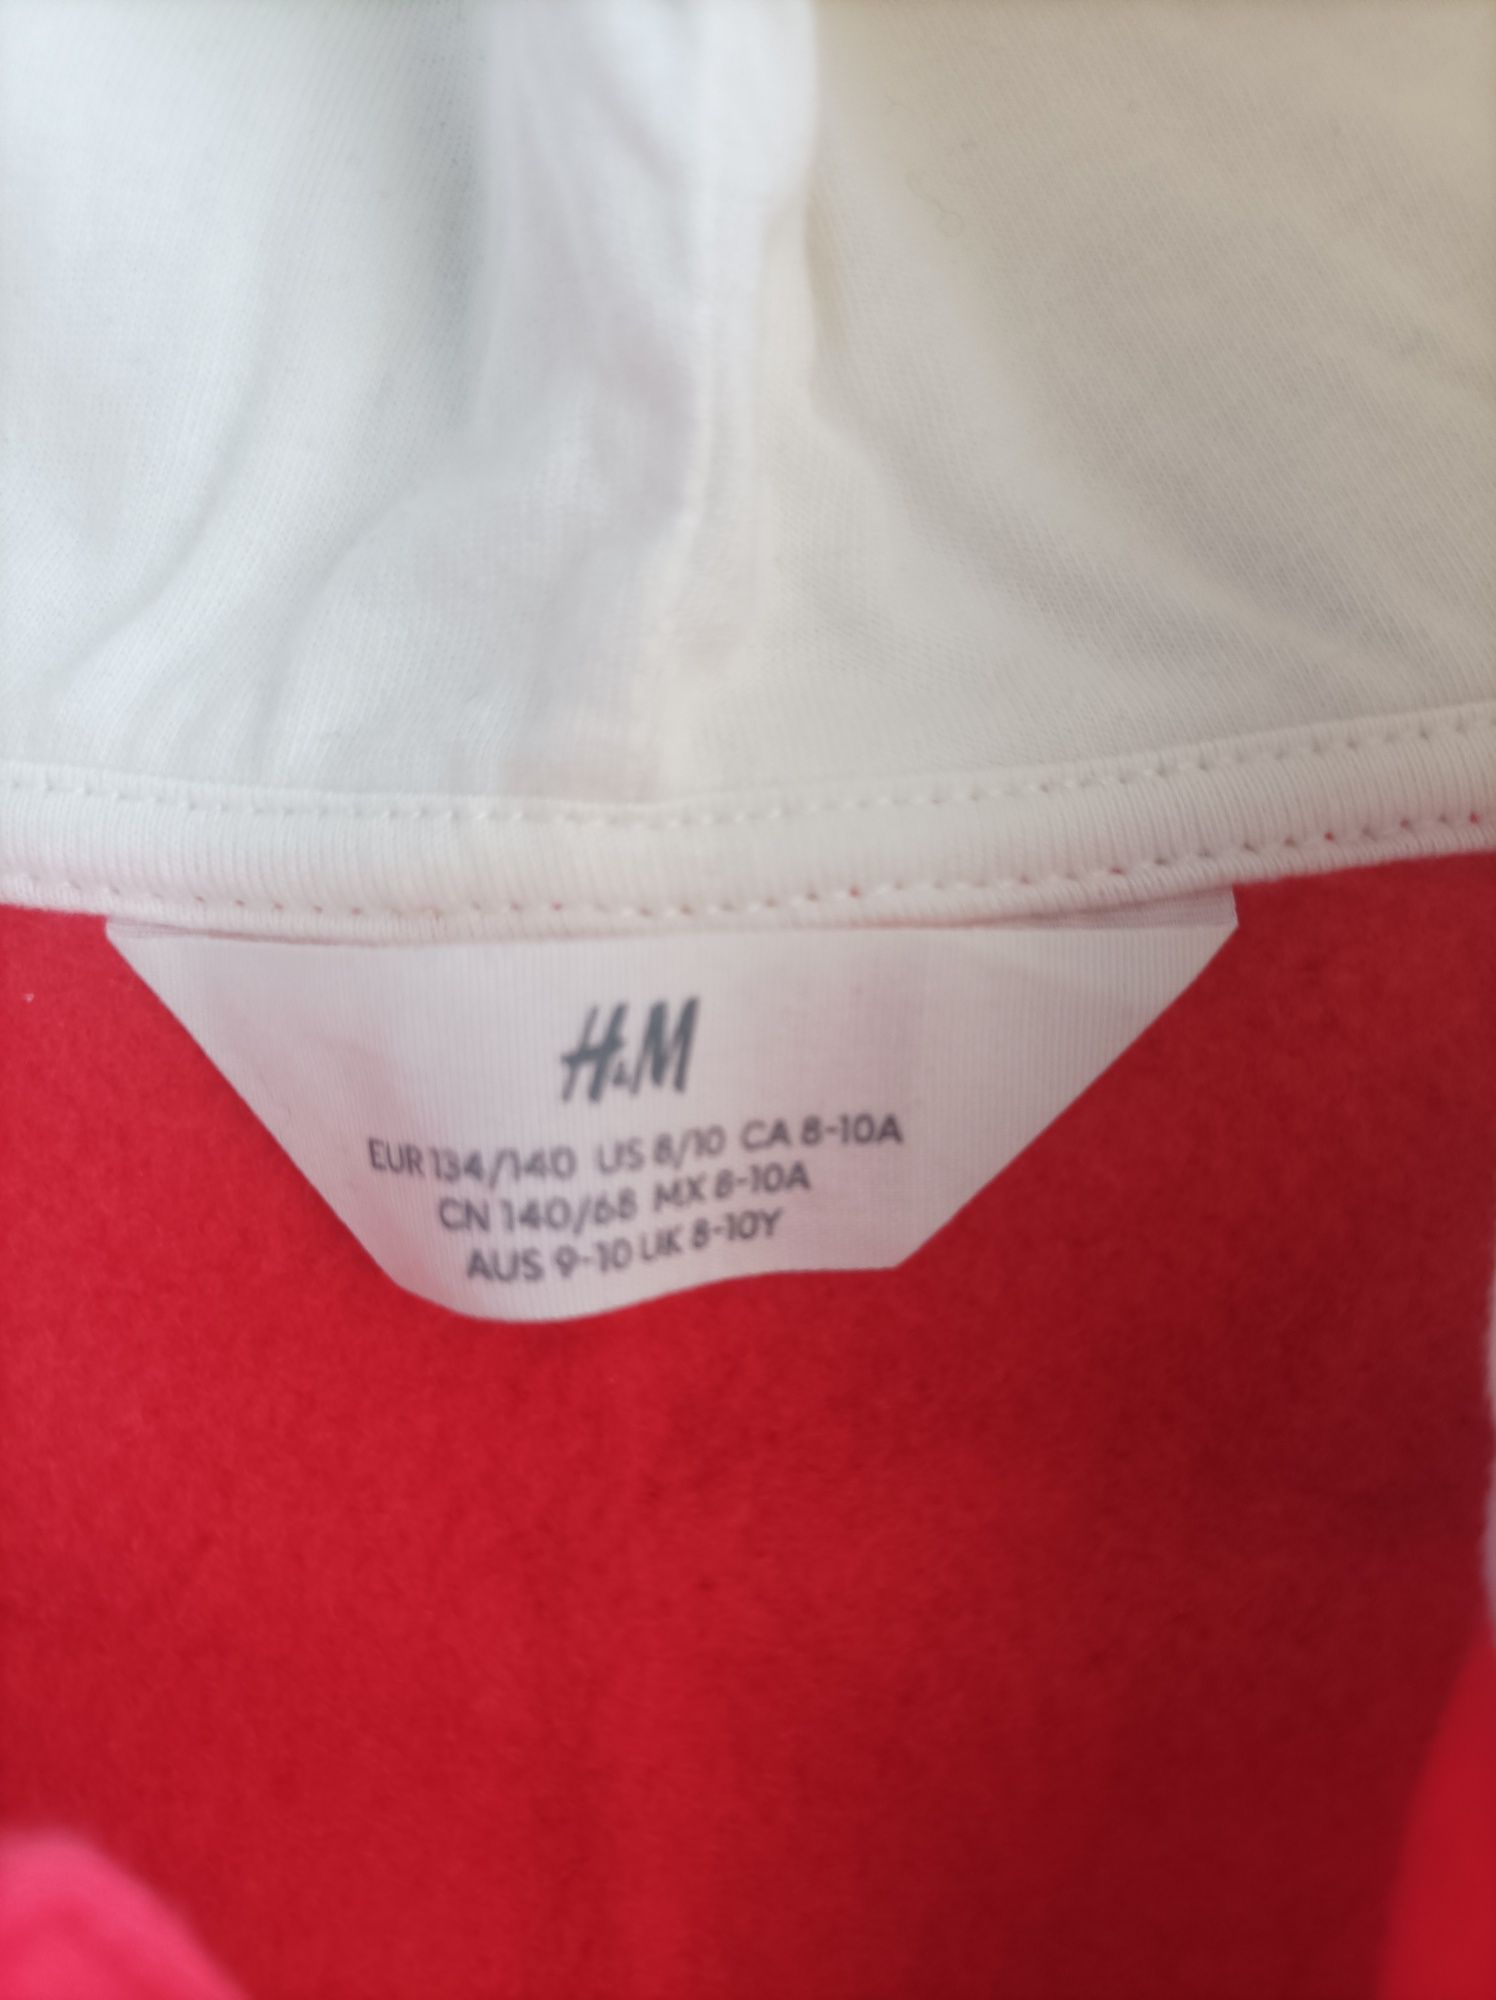 H&M
EUR 134/140 US 8/10 CA 8-10A
CN 140/68 MX 8-10A
AUS 9-10 UK 8-10Y